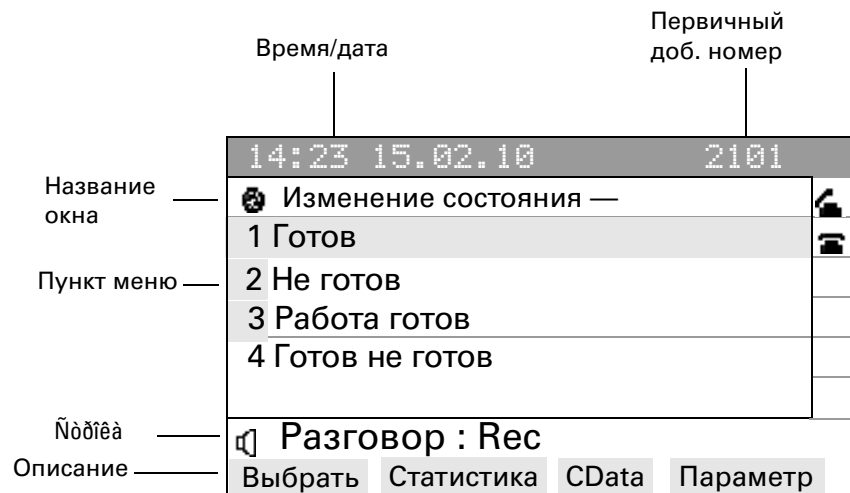 Время/дата
Первичный
доб. номер
14:23 15.02.10 2101
Название
окна
Изменение состояния —
1 Готов
Пункт меню
2 Не готов
3 Работа готов
4 Готов не готов
Ñòðîêà
Разговор : Rec
Описание
Выбрать Статистика CData Параметр